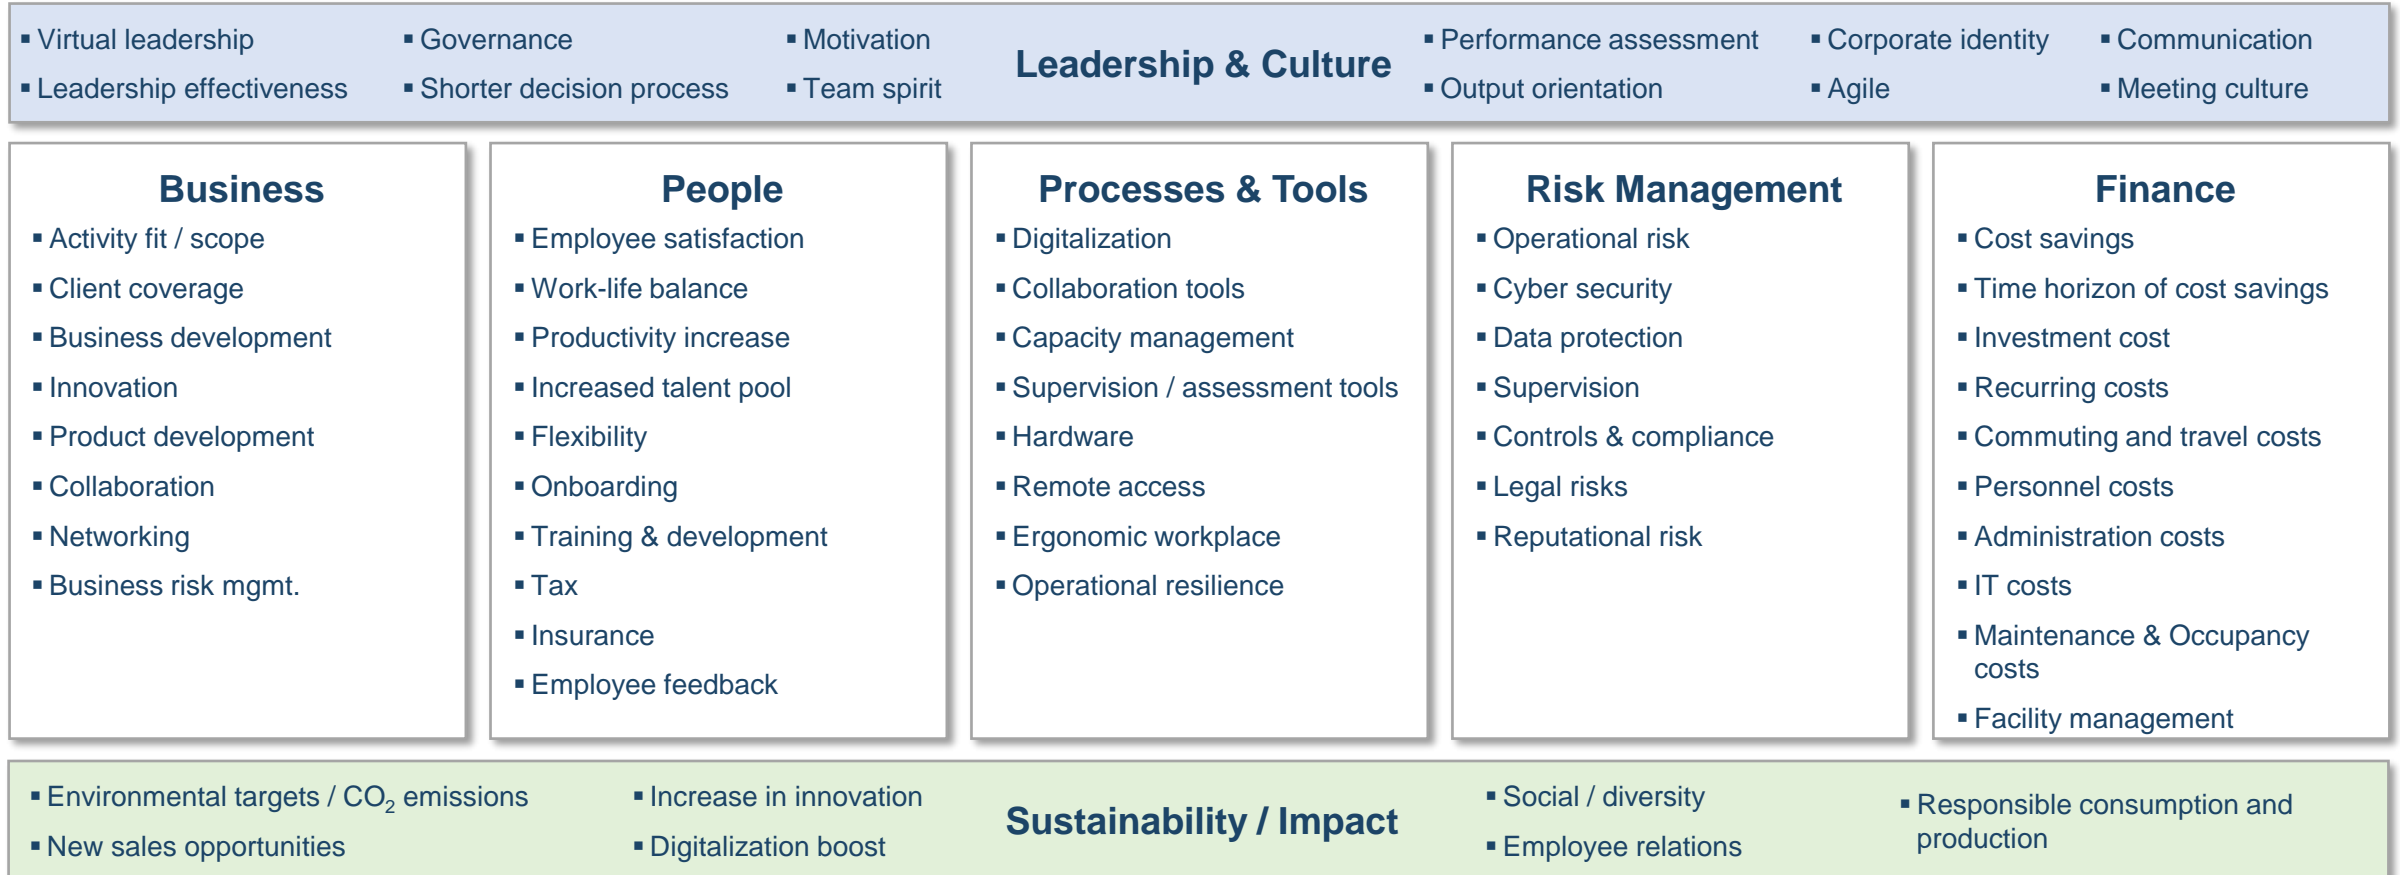 ▪ Virtual leadership
▪ Leadership effectiveness
▪ Governance
▪ Shorter decision process
▪ Motivation
▪ Team spirit
Leadership & Culture
▪ Performance assessment
▪ Output orientation
▪ Corporate identity
▪ Agile
▪ Communication
▪ Meeting culture
Business
▪ Activity fit / scope
▪ Client coverage
▪ Business development
▪ Innovation
▪ Product development
▪ Collaboration
▪ Networking
▪ Business risk mgmt.
People
▪ Employee satisfaction
▪ Work-life balance
▪ Productivity increase
▪ Increased talent pool
▪ Flexibility
▪ Onboarding
▪ Training & development
▪ Tax
▪ Insurance
▪ Employee feedback
Processes & Tools
▪ Digitalization
▪ Collaboration tools
▪ Capacity management
▪ Supervision / assessment tools
▪ Hardware
▪ Remote access
▪ Ergonomic workplace
▪ Operational resilience
Risk Management
▪ Operational risk
▪ Cyber security
▪ Data protection
▪ Supervision
▪ Controls & compliance
▪ Legal risks
▪ Reputational risk
Finance
▪ Cost savings
▪ Time horizon of cost savings
▪ Investment cost
▪ Recurring costs
▪ Commuting and travel costs
▪ Personnel costs
▪ Administration costs
▪ IT costs
▪ Maintenance & Occupancy
costs
▪ Facility management
▪ Environmental targets / CO₂ emissions
▪ New sales opportunities
▪ Increase in innovation
▪ Digitalization boost
Sustainability / Impact
▪ Social / diversity
▪ Employee relations
▪ Responsible consumption and
production